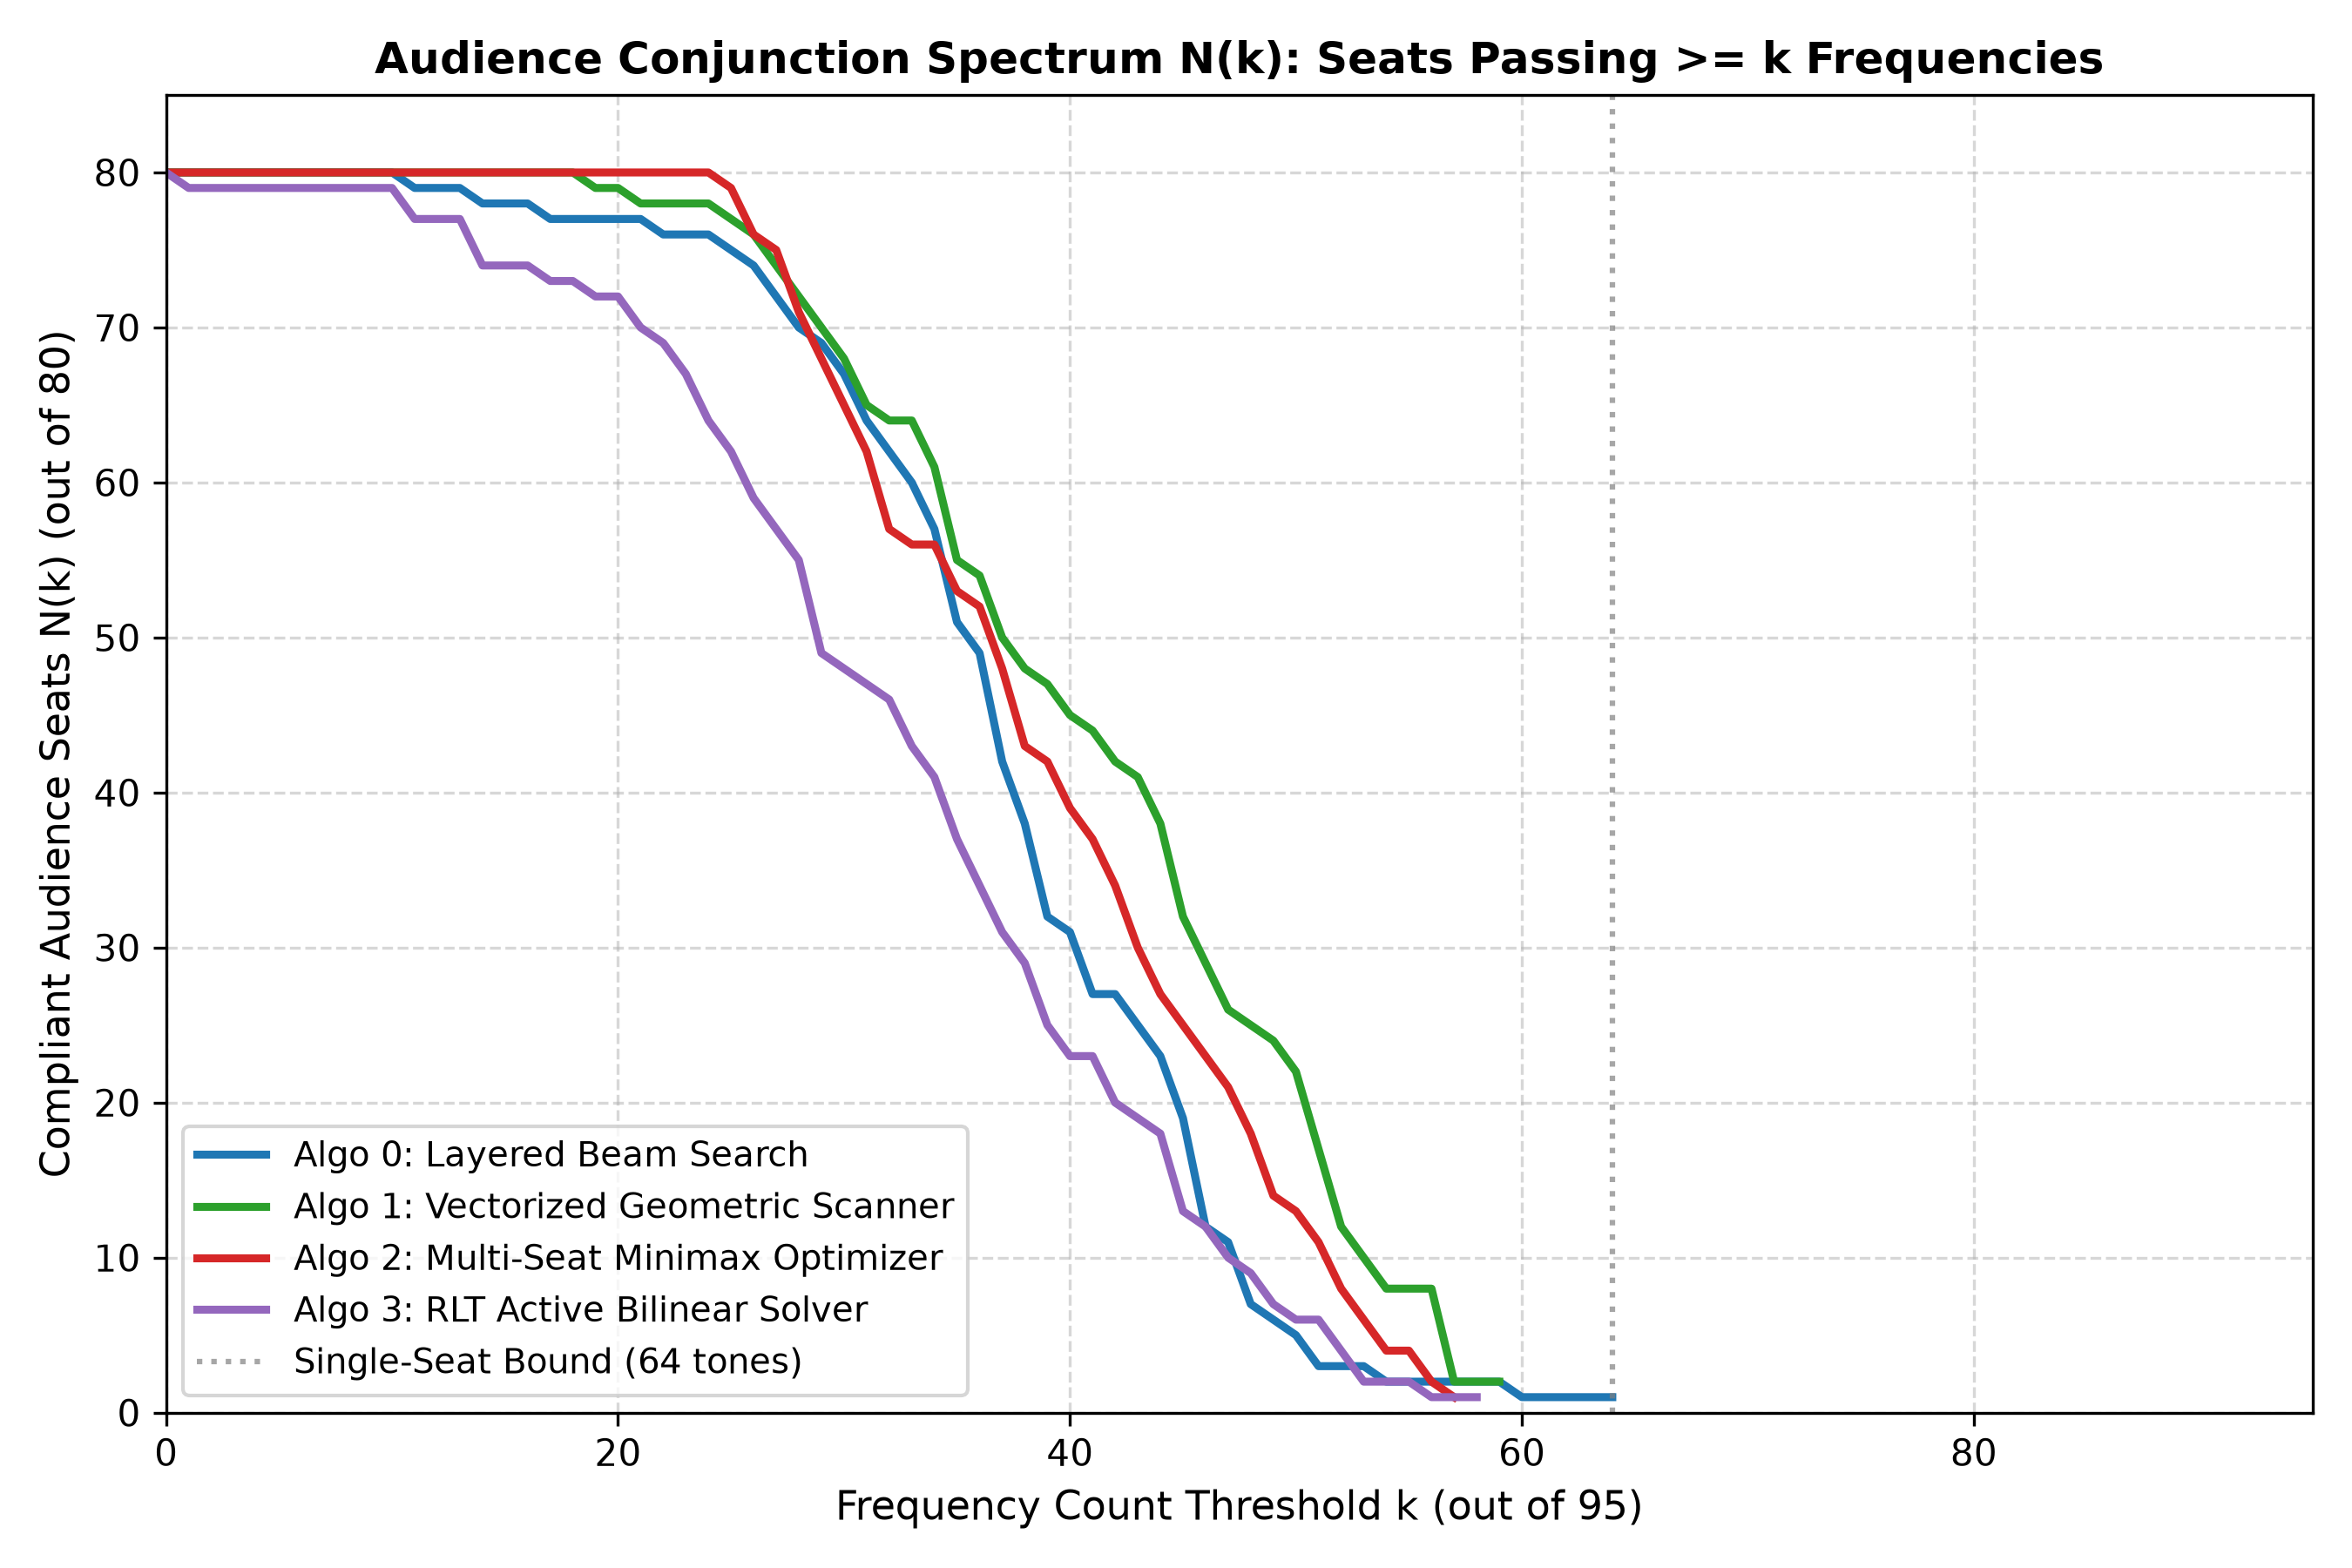 Audience Conjunction Spectrum N(k): Seats Passing >= k Frequencies
Compliant Audience Seats N(k) (out of 80)
80
70
60
50
40
30
20
10
0
Algo 0: Layered Beam Search
Algo 1: Vectorized Geometric Scanner
Algo 2: Multi-Seat Minimax Optimizer
Algo 3: RLT Active Bilinear Solver
Single-Seat Bound (64 tones)
0 20 40 60 80
Frequency Count Threshold k (out of 95)